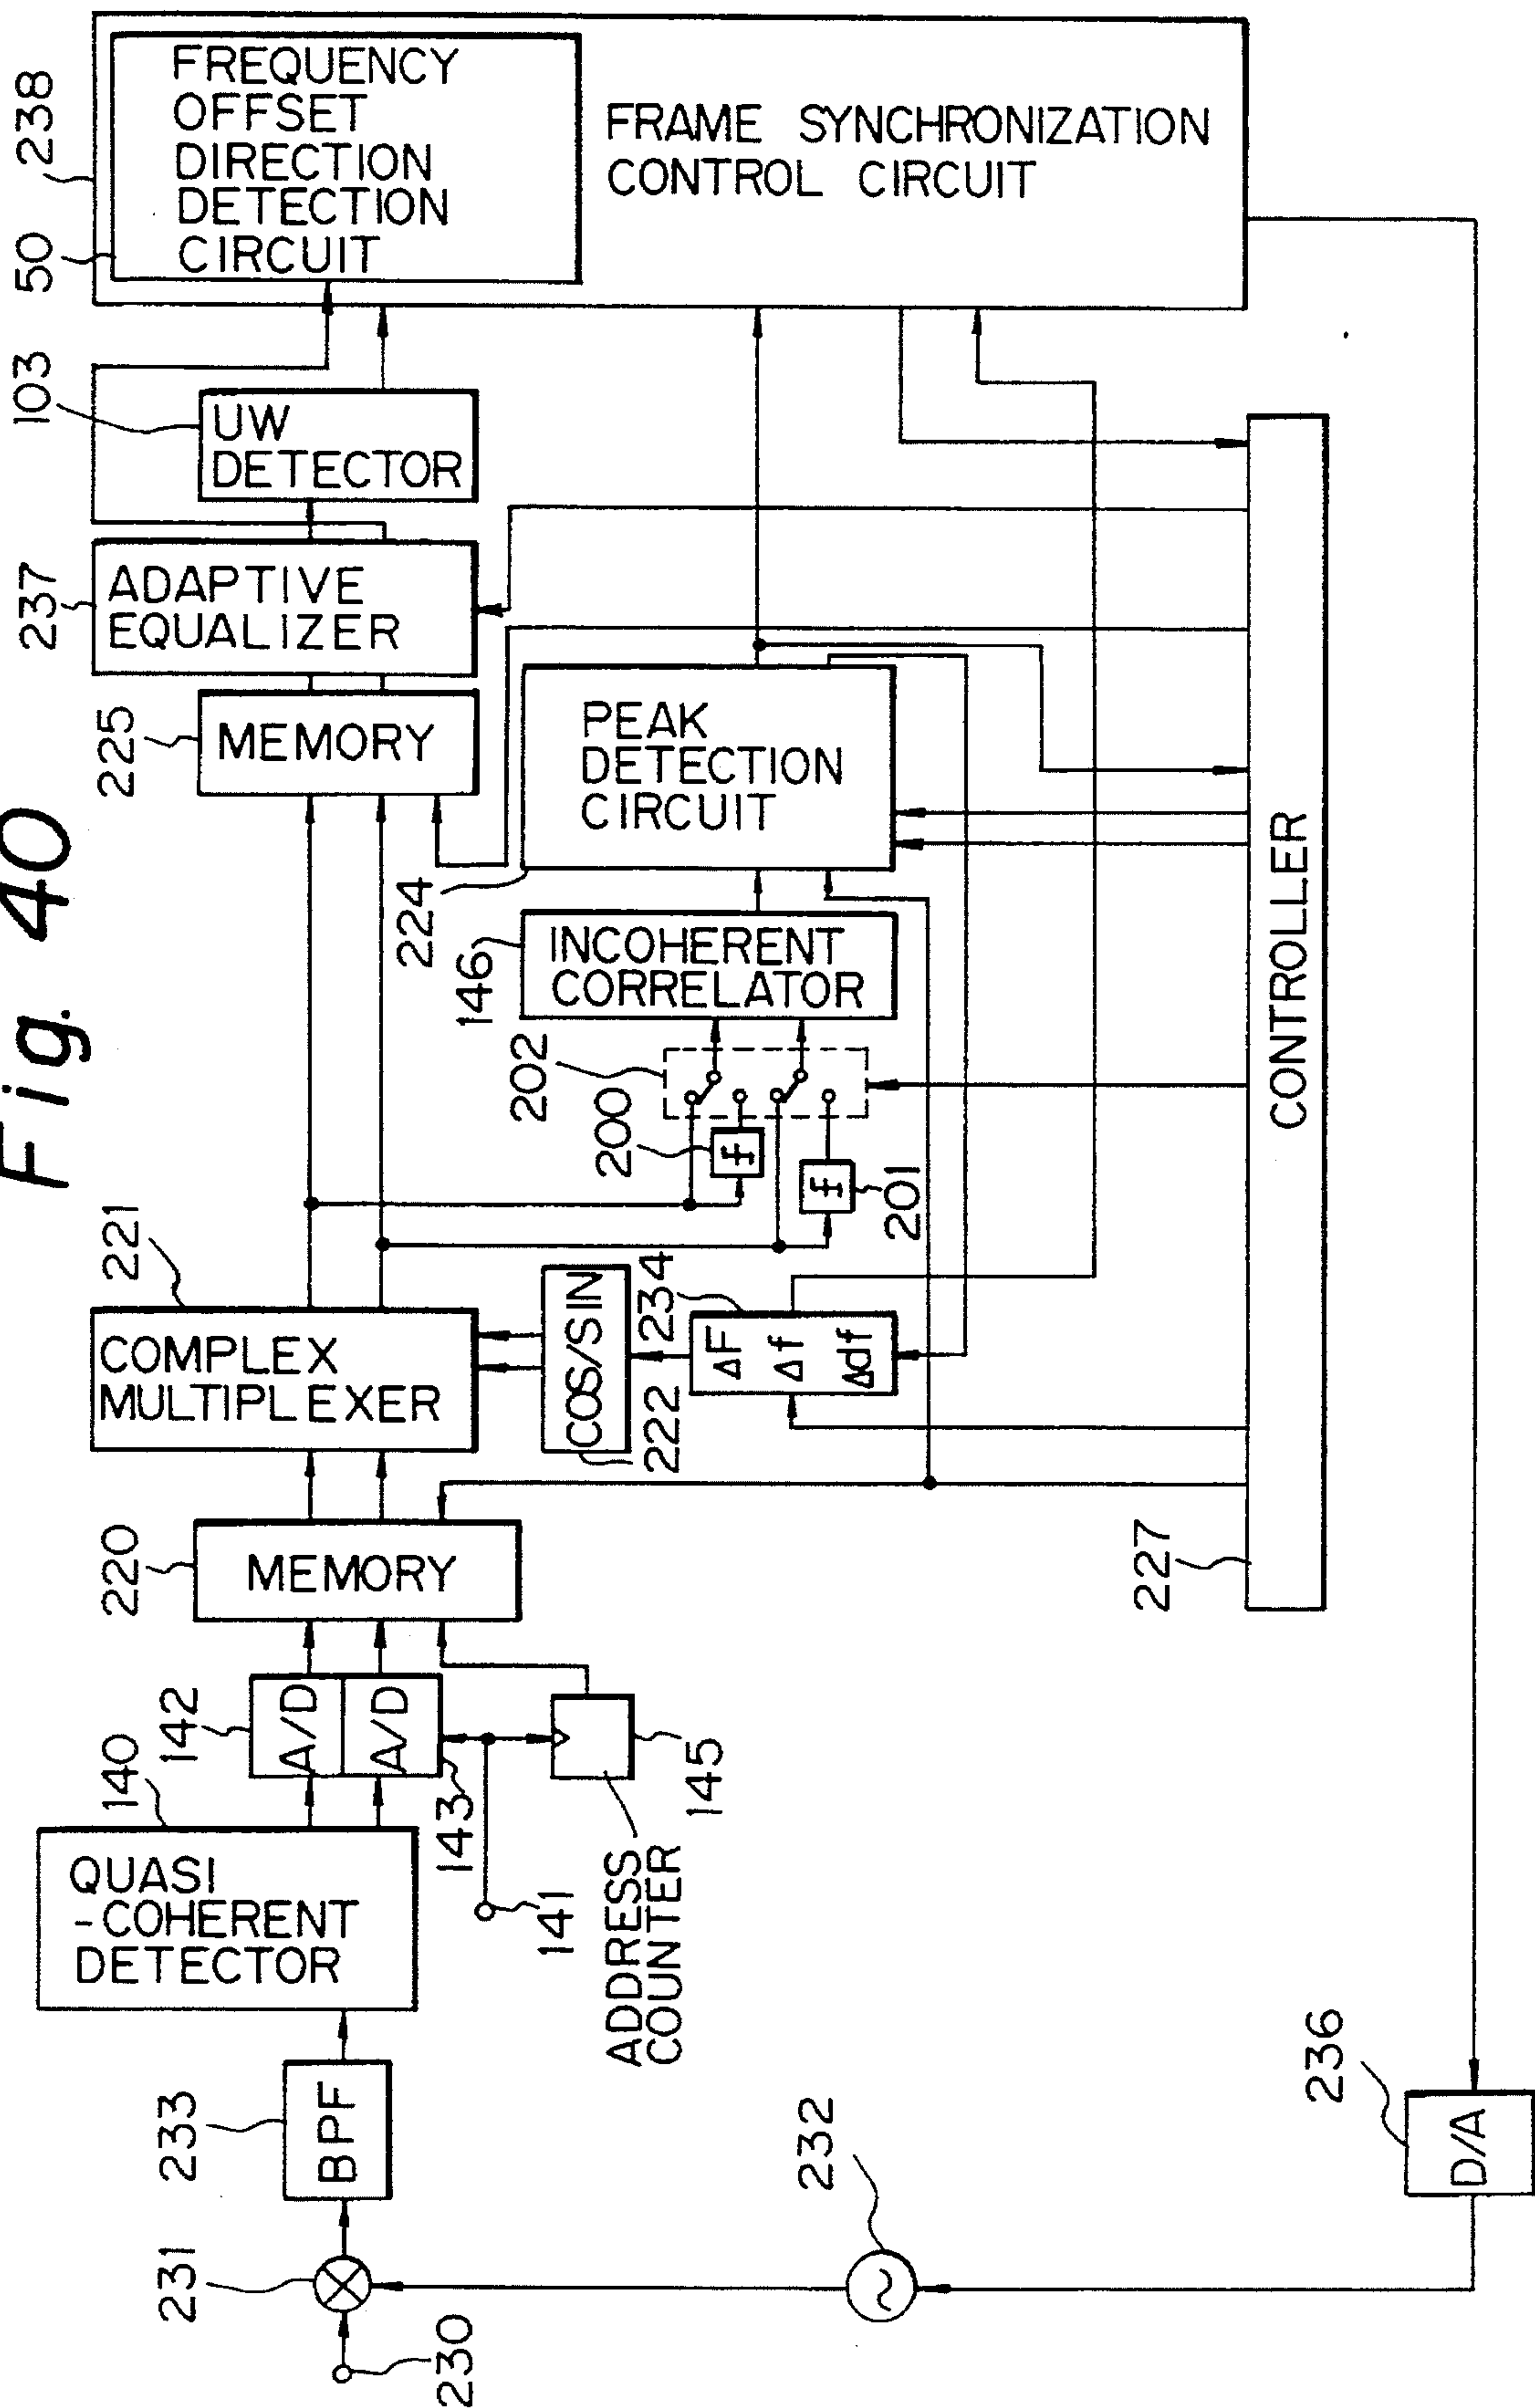 Fig. 40
230
231
232
233
BPF
QUASI
-COHERENT
DETECTOR
140
A/D
A/D
142
143
141
ADDRESS
COUNTER
145
MEMORY
220
COMPLEX
MULTIPLEXER
221
COS/SIN
222
ΔF
Δf
Δdf
234
200
201
202
INCOHERENT
CORRELATOR
146
PEAK
DETECTION
CIRCUIT
224
MEMORY
225
ADAPTIVE
EQUALIZER
237
UW
DETECTOR
103
FREQUENCY
OFFSET
DIRECTION
DETECTION
CIRCUIT
50
238
FRAME SYNCHRONIZATION
CONTROL CIRCUIT
CONTROLLER
227
D/A
236